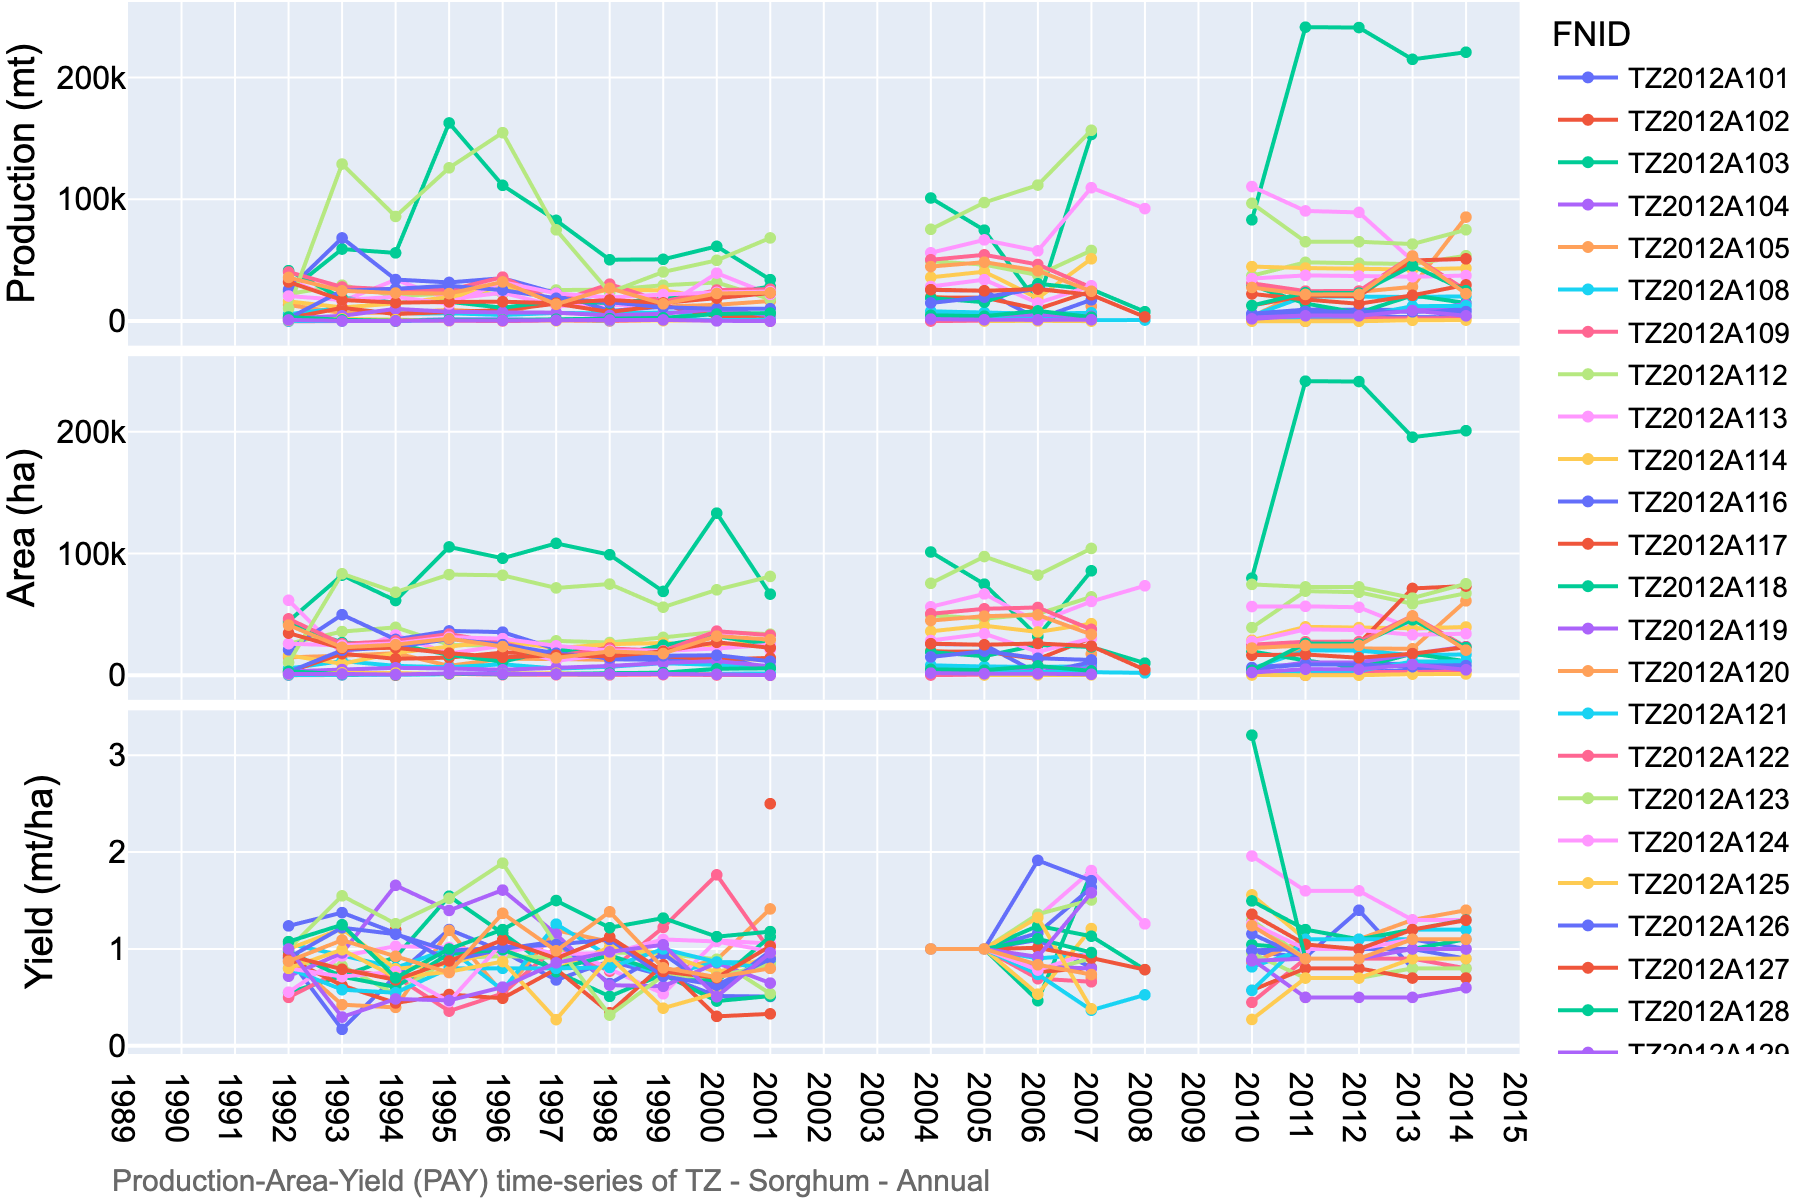 Production (mt)
200k
100k
0
Area (ha)
200k
100k
0
Yield (mt/ha)
3
2
1
0
1989
1990
1991
1992
1993
1994
1995
1996
1997
1998
1999
2000
2001
2002
2003
2004
2005
2006
2007
2008
2009
2010
2011
2012
2013
2014
2015
Production-Area-Yield (PAY) time-series of TZ - Sorghum - Annual
FNID
TZ2012A101
TZ2012A102
TZ2012A103
TZ2012A104
TZ2012A105
TZ2012A108
TZ2012A109
TZ2012A112
TZ2012A113
TZ2012A114
TZ2012A116
TZ2012A117
TZ2012A118
TZ2012A119
TZ2012A120
TZ2012A121
TZ2012A122
TZ2012A123
TZ2012A124
TZ2012A125
TZ2012A126
TZ2012A127
TZ2012A128
TZ2012A129